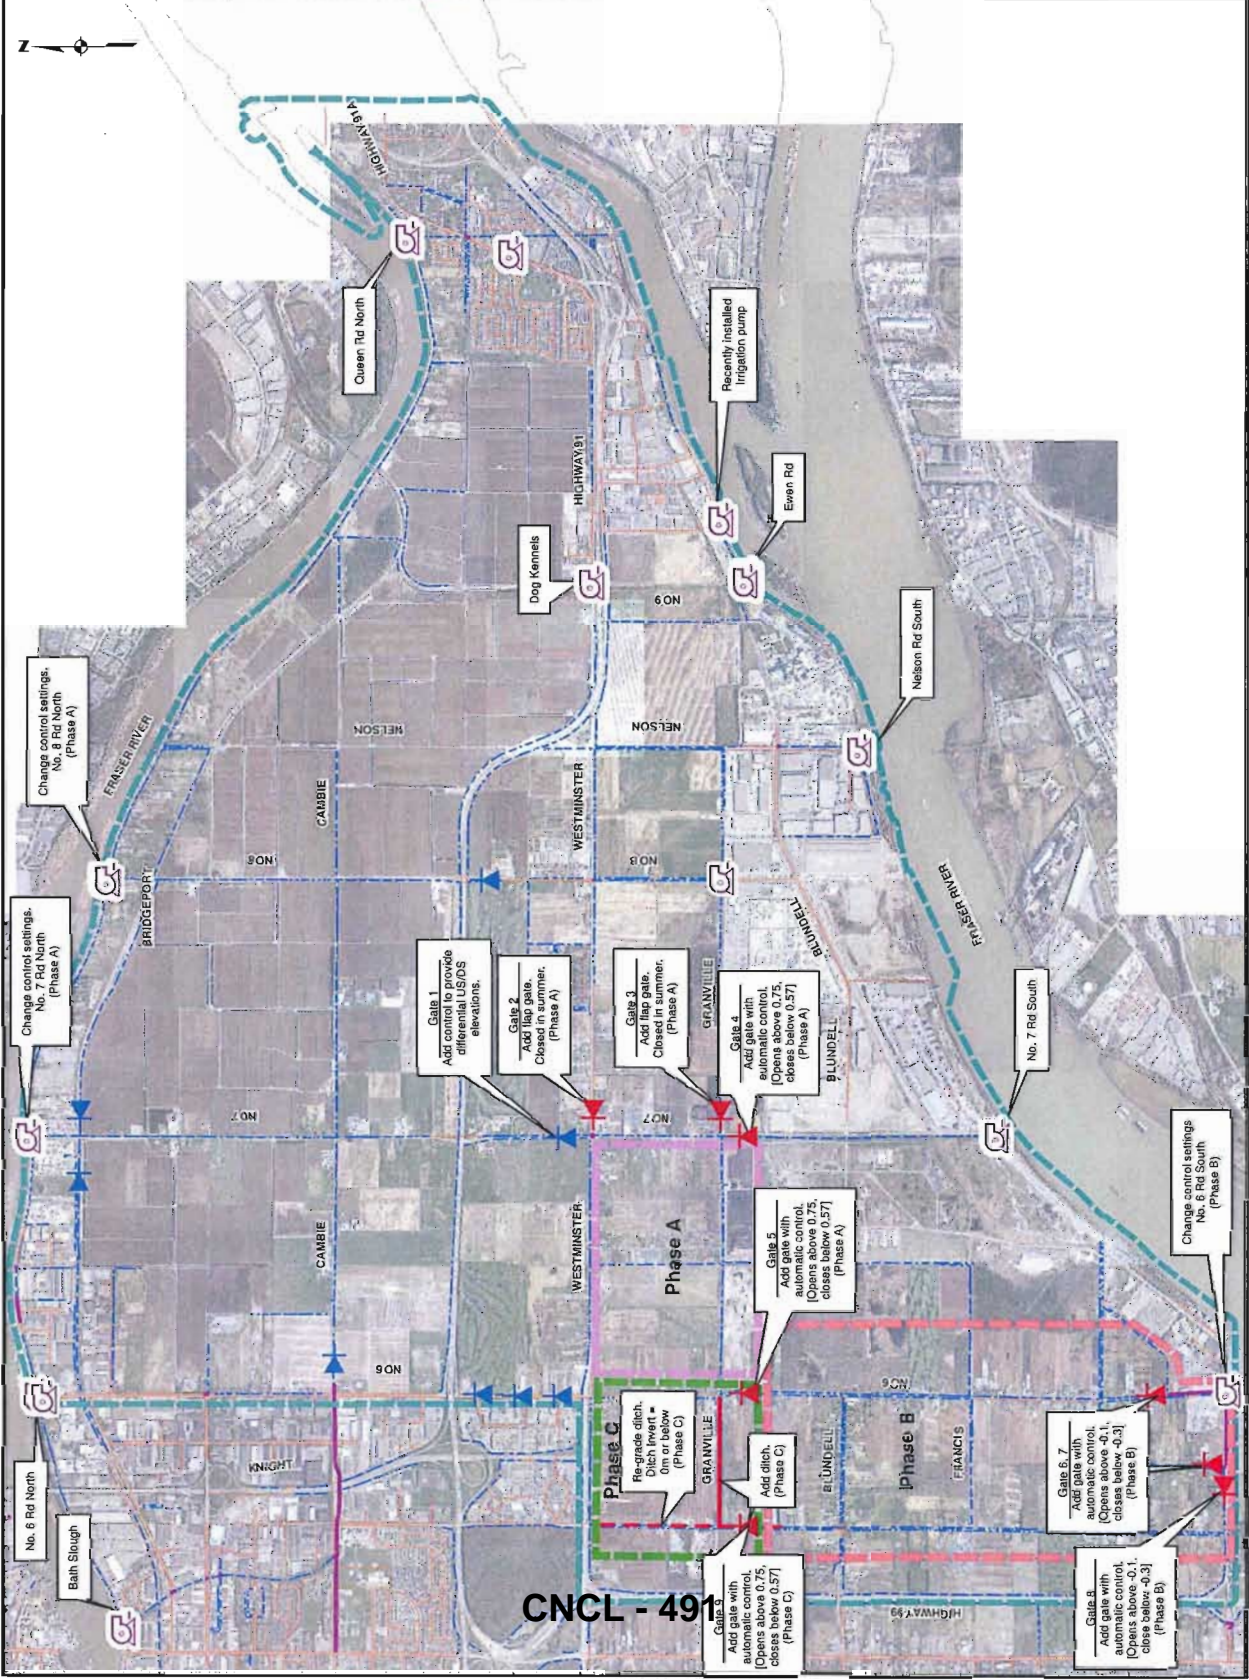 N
HIGHWAY 91A
Queen Rd North
Recently installed
Irrigation pump
HIGHWAY 91
Ewen Rd
Dog Kennels
NO 9
Nelson Rd South
Change control settings.
No. 8 Rd North
(Phase A)
FRASER RIVER
NELSON
NELSON
CAMBIE
WESTMINSTER
Change control settings.
No. 7 Rd North
(Phase A)
BRIDGEPORT
NO 8
NO 8
BLUNDELL
FRASER RIVER
Gate 1
Add control to provide
differential US/DS
elevations.
Gate 2
Add flap gate.
Closed in summer.
(Phase A)
Gate 3
Add flap gate.
Closed in summer.
(Phase A)
GRANVILLE
Gate 4
Add gate with
automatic control.
[Opens above 0.75,
closes below 0.57]
(Phase A)
BLUNDELL
No. 7 Rd South
NO 7
NO 7
CAMBIE
WESTMINSTER
Phase A
Gate 5
Add gate with
automatic control.
[Opens above 0.75,
closes below 0.57]
(Phase A)
Change control settings
No. 6 Rd South
(Phase B)
NO 6
NO 6
No. 6 Rd North
KNIGHT
Phase C
Re-grade ditch.
Ditch Invert =
0m or below
(Phase C)
GRANVILLE
Add ditch.
(Phase C)
BLUNDELL
Phase B
FRANCIS
Gate 6, 7
Add gate with
automatic control.
[Opens above -0.1,
closes below -0.3]
(Phase B)
Bath Slough
Gate 9
Add gate with
automatic control.
[Opens above 0.75,
closes below 0.57]
(Phase C)
HIGHWAY 99
Gate 8
Add gate with
automatic control.
[Opens above -0.1,
close below -0.3]
(Phase B)
CNCL - 491